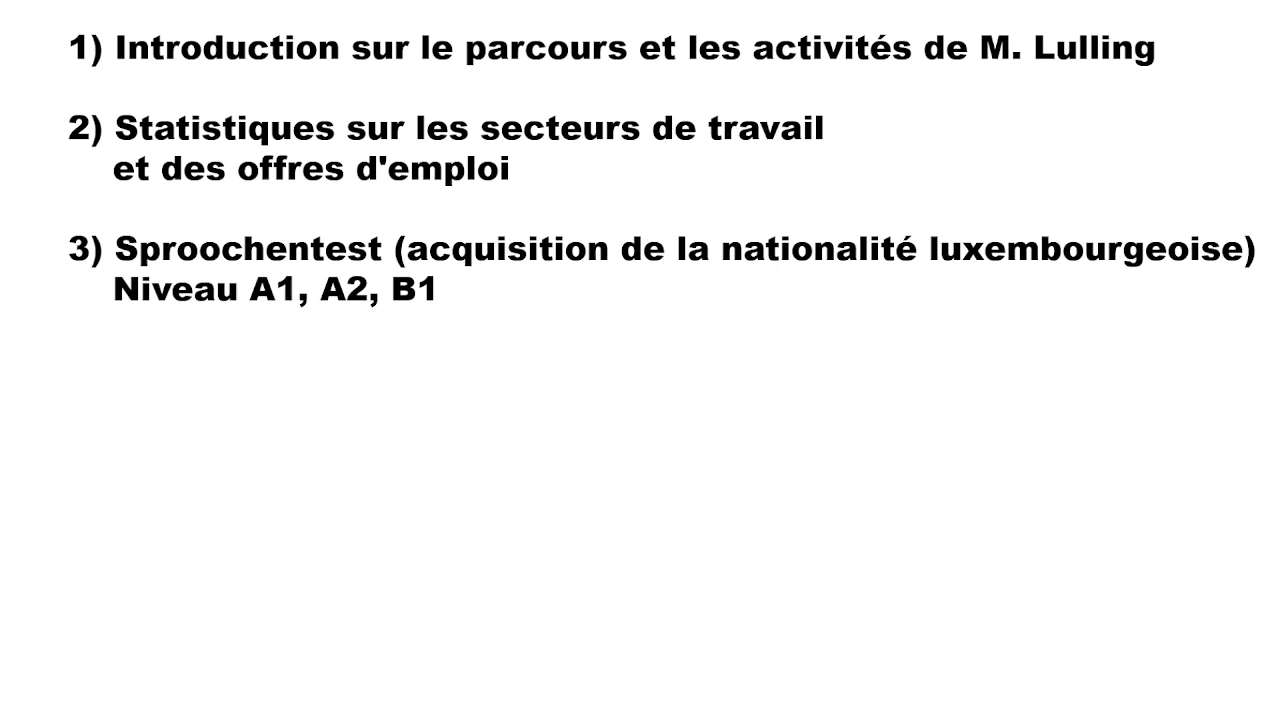 1) Introduction sur le parcours et les activités de M. Lulling
2) Statistiques sur les secteurs de travail
et des offres d'emploi
3) Sproochentest (acquisition de la nationalité luxembourgeoise)
Niveau A1, A2, B1